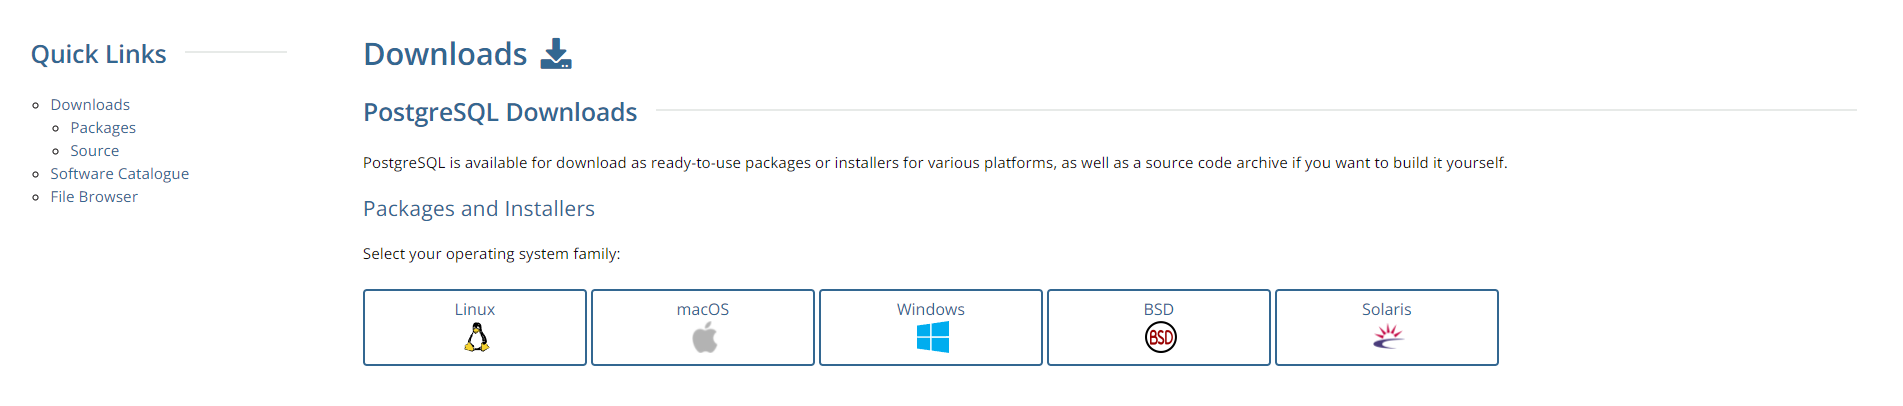 Quick Links
Downloads
Packages
Source
Software Catalogue
File Browser
Downloads
PostgreSQL Downloads
PostgreSQL is available for download as ready-to-use packages or installers for various platforms, as well as a source code archive if you want to build it yourself.
Packages and Installers
Select your operating system family:
Linux
macOS
Windows
BSD
Solaris
BSD